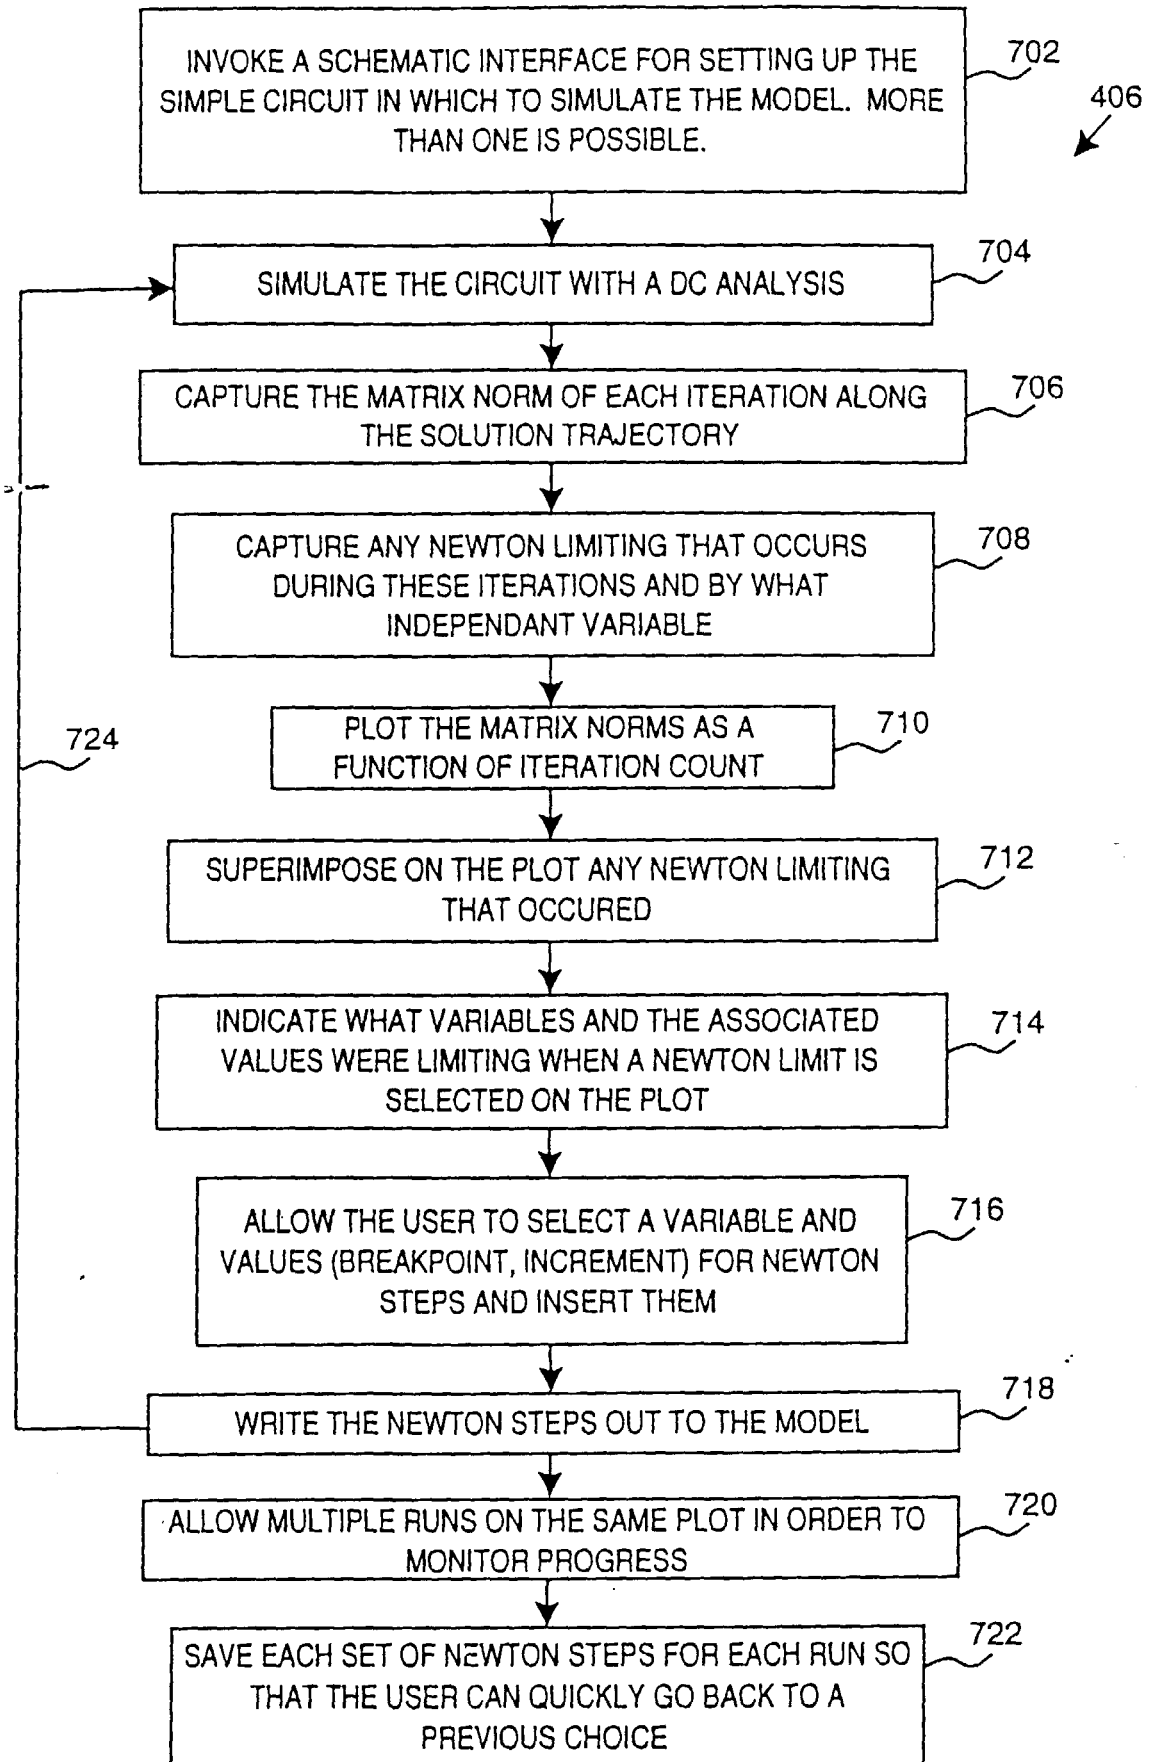 INVOKE A SCHEMATIC INTERFACE FOR SETTING UP THE
SIMPLE CIRCUIT IN WHICH TO SIMULATE THE MODEL. MORE
THAN ONE IS POSSIBLE.
702
406
SIMULATE THE CIRCUIT WITH A DC ANALYSIS
704
CAPTURE THE MATRIX NORM OF EACH ITERATION ALONG
THE SOLUTION TRAJECTORY
706
CAPTURE ANY NEWTON LIMITING THAT OCCURS
DURING THESE ITERATIONS AND BY WHAT
INDEPENDANT VARIABLE
708
PLOT THE MATRIX NORMS AS A
FUNCTION OF ITERATION COUNT
710
724
SUPERIMPOSE ON THE PLOT ANY NEWTON LIMITING
THAT OCCURED
712
INDICATE WHAT VARIABLES AND THE ASSOCIATED
VALUES WERE LIMITING WHEN A NEWTON LIMIT IS
SELECTED ON THE PLOT
714
ALLOW THE USER TO SELECT A VARIABLE AND
VALUES (BREAKPOINT, INCREMENT) FOR NEWTON
STEPS AND INSERT THEM
716
WRITE THE NEWTON STEPS OUT TO THE MODEL
718
ALLOW MULTIPLE RUNS ON THE SAME PLOT IN ORDER TO
MONITOR PROGRESS
720
SAVE EACH SET OF NEWTON STEPS FOR EACH RUN SO
THAT THE USER CAN QUICKLY GO BACK TO A
PREVIOUS CHOICE
722